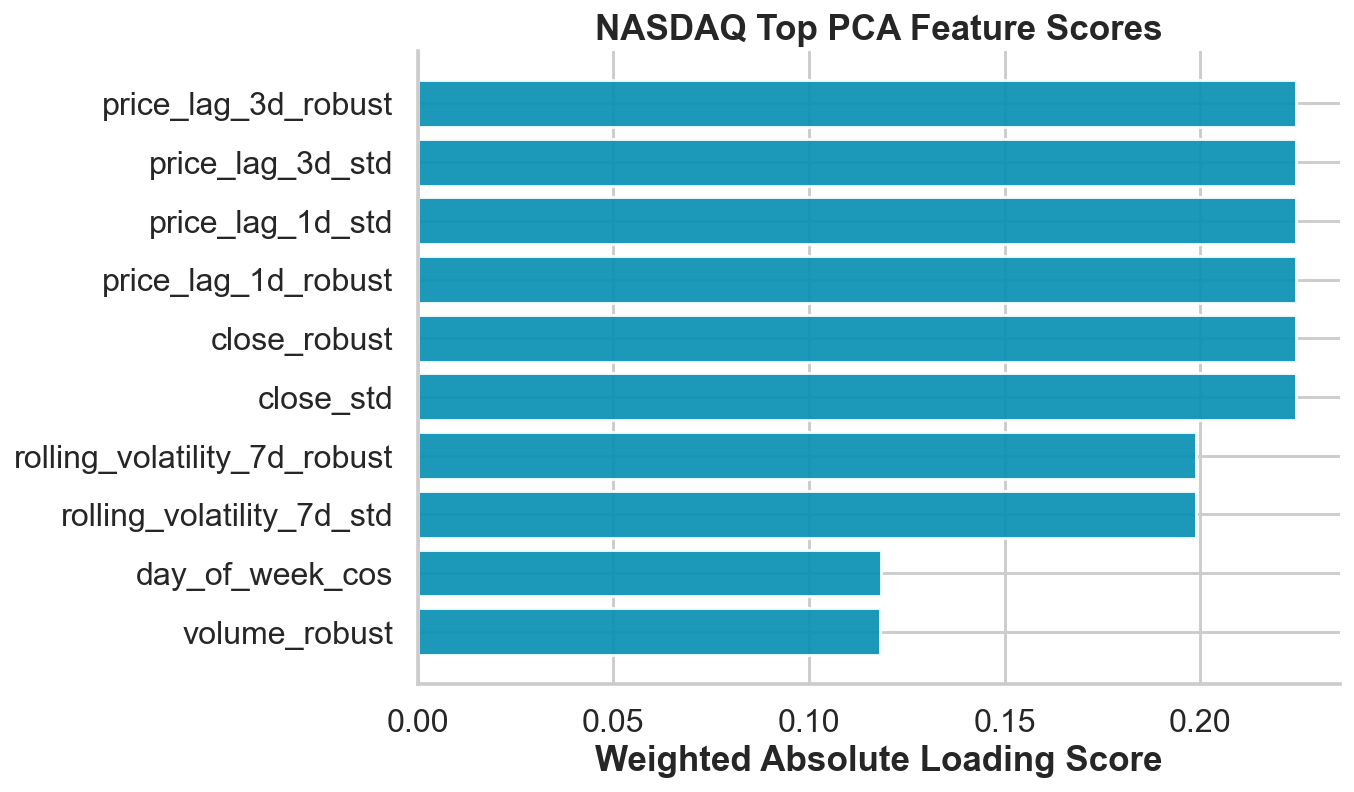 NASDAQ Top PCA Feature Scores
price_lag_3d_robust
price_lag_3d_std
price_lag_1d_std
price_lag_1d_robust
close_robust
close_std
rolling_volatility_7d_robust
rolling_volatility_7d_std
day_of_week_cos
volume_robust
0.00 0.05 0.10 0.15 0.20
Weighted Absolute Loading Score